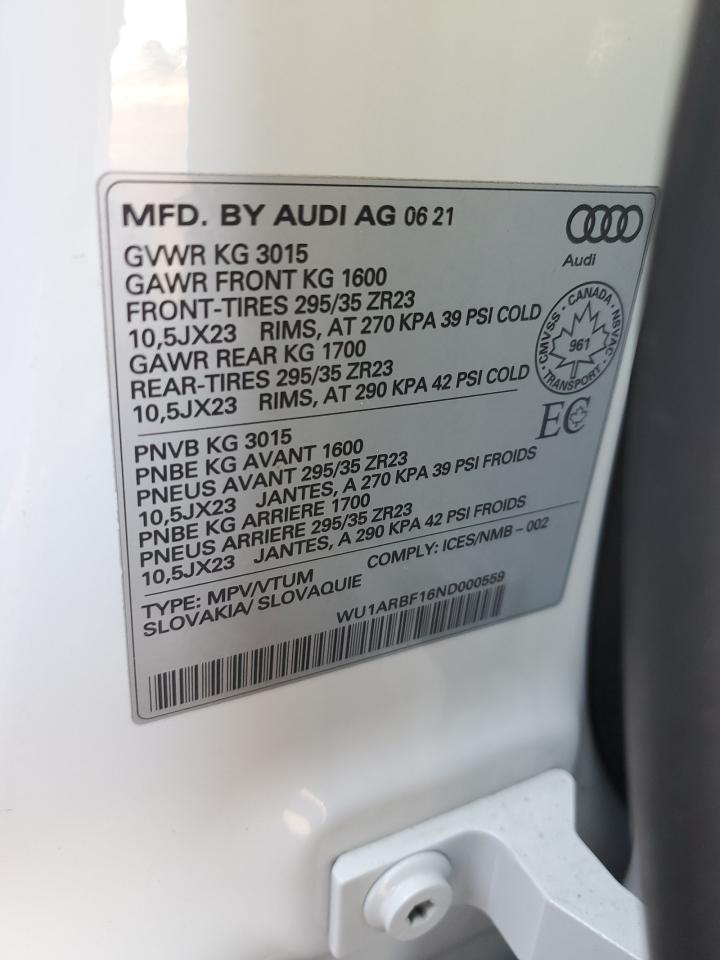 MFD. BY AUDI AG 06 21
Audi
GVWR KG 3015
GAWR FRONT KG 1600
FRONT-TIRES 295/35 ZR23
10,5JX23 RIMS, AT 270 KPA 39 PSI COLD
GAWR REAR KG 1700
REAR-TIRES 295/35 ZR23
10,5JX23 RIMS, AT 290 KPA 42 PSI COLD
CMVSS - CANADA - NSVAC
961
TRANSPORT
EC
PNVB KG 3015
PNBE KG AVANT 1600
PNEUS AVANT 295/35 ZR23
10,5JX23 JANTES, A 270 KPA 39 PSI FROIDS
PNBE KG ARRIERE 1700
PNEUS ARRIERE 295/35 ZR23
10,5JX23 JANTES, A 290 KPA 42 PSI FROIDS
TYPE: MPV/VTUM COMPLY: ICES/NMB - 002
SLOVAKIA/ SLOVAQUIE
WU1ARBF16ND000559